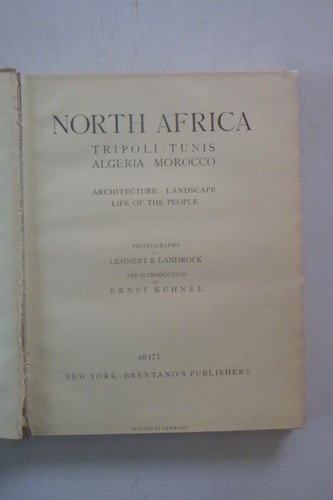 NORTH AFRICA
TRIPOLI · TUNIS
ALGERIA · MOROCCO
ARCHITECTURE · LANDSCAPE
LIFE OF THE PEOPLE
PHOTOGRAPHS
BY
LEHNERT & LANDROCK
THE INTRODUCTION
BY
ERNST KÜHNEL
98171
NEW YORK · BRENTANO'S PUBLISHERS
PRINTED IN GERMANY